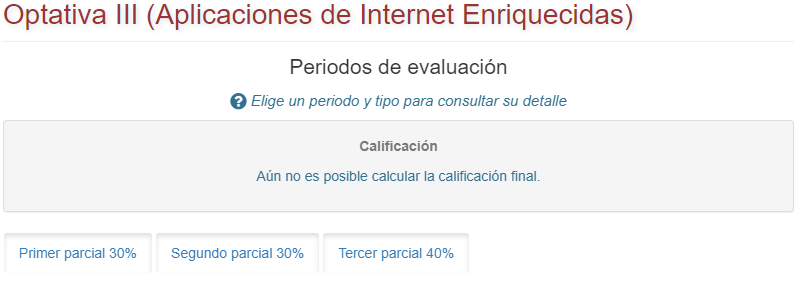 Optativa III (Aplicaciones de Internet Enriquecidas)
Periodos de evaluación
? Elige un periodo y tipo para consultar su detalle
Calificación
Aún no es posible calcular la calificación final.
Primer parcial 30%
Segundo parcial 30%
Tercer parcial 40%